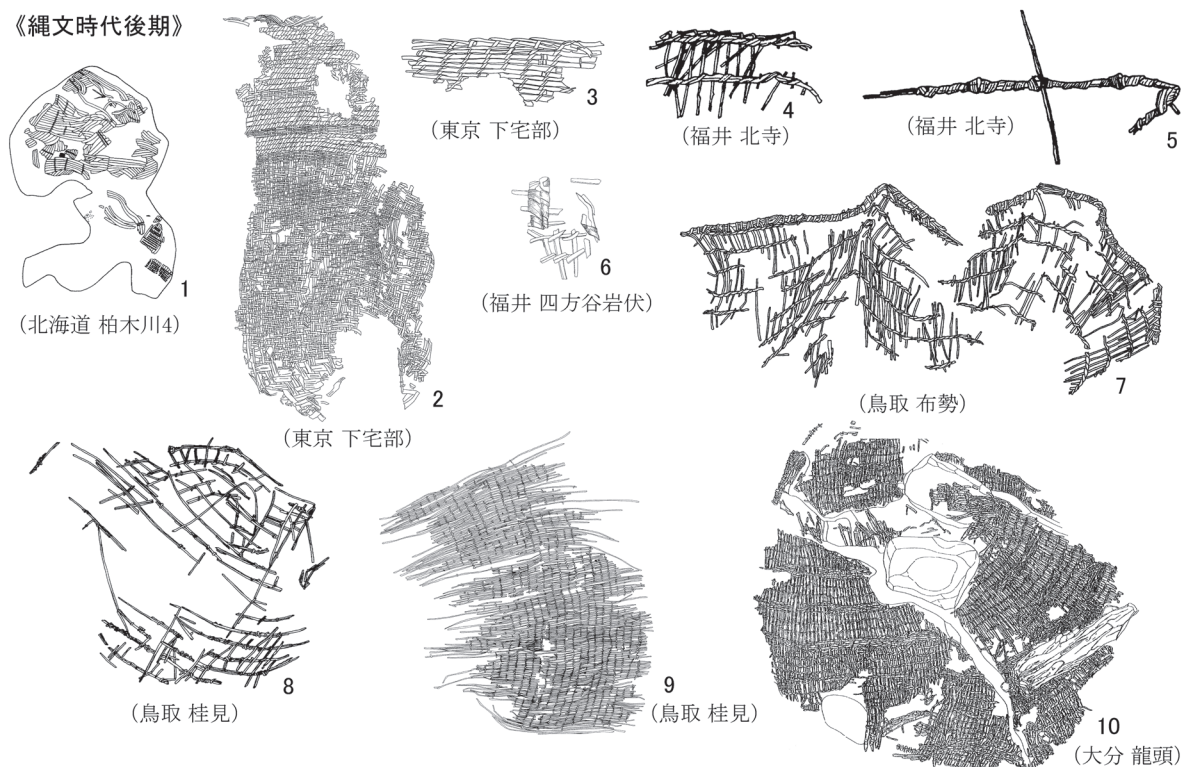 《縄文時代後期》
1
(北海道 柏木川4)
2
(東京 下宅部)
3
(東京 下宅部)
4
(福井 北寺)
5
(福井 北寺)
6
(福井 四方谷岩伏)
7
(鳥取 布勢)
8
(鳥取 桂見)
9
(鳥取 桂見)
10
(大分 龍頭)